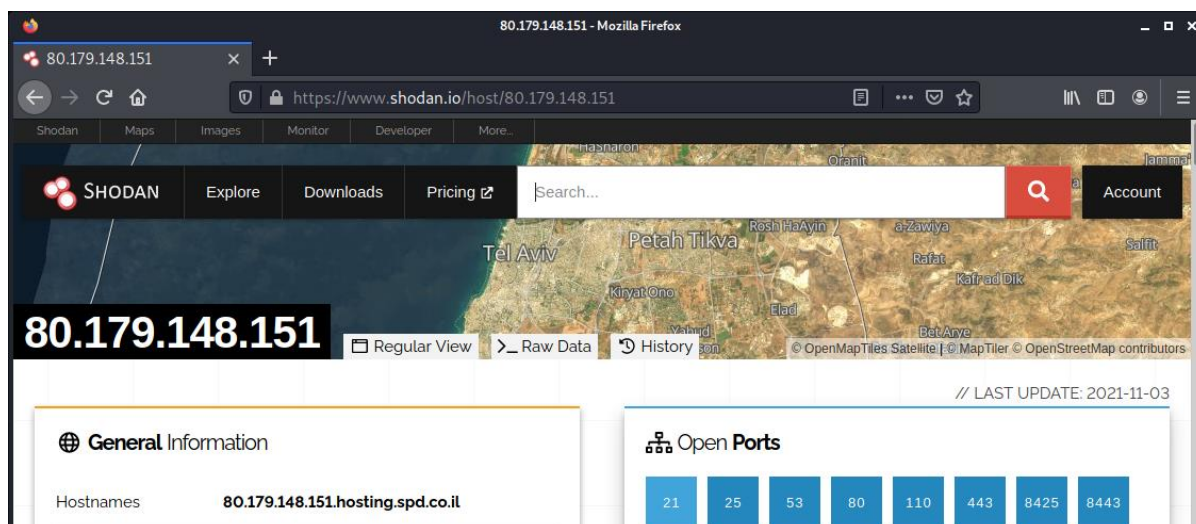 80.179.148.151 - Mozilla Firefox
80.179.148.151
https://www.shodan.io/host/80.179.148.151
Shodan Maps Images Monitor Developer More...
HaSharon Oranit
SHODAN Explore Downloads Pricing Search... Account
Rosh HaAyin a-Zawiya
Tel Aviv Petah Tikva Salfit
Rafat
Kafr ad Dik
Kiryat Ono
Elad
Yahud Bet Arye
80.179.148.151 Regular View >_ Raw Data History
© OpenMapTiles Satellite | © MapTiler © OpenStreetMap contributors
// LAST UPDATE: 2021-11-03
General Information
Hostnames 80.179.148.151.hosting.spd.co.il
Open Ports
21 25 53 80 110 443 8425 8443